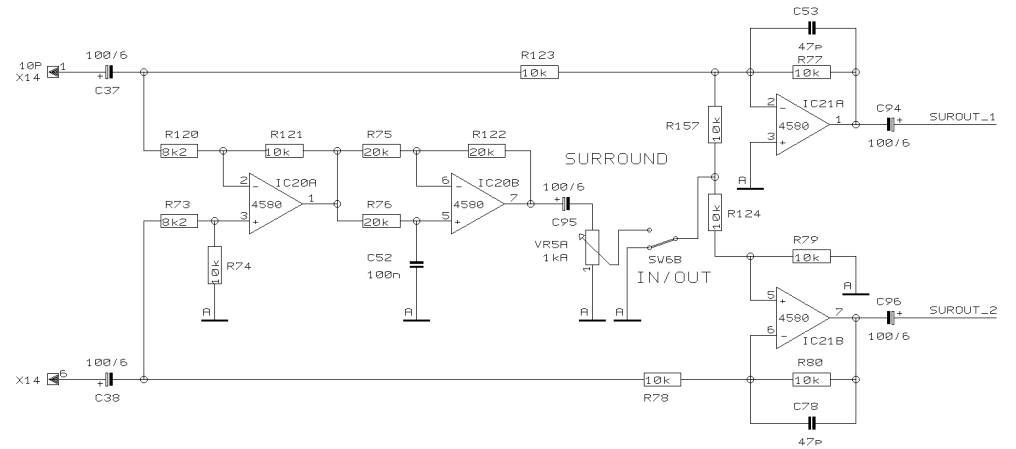 C53
47p
100/6
10P
X14
1
+
C37
R123
10k
R77
10k
IC21A
2
-
4580
1
3
+
A
C94
+
100/6
SUROUT_1
R157
10k
R120
8k2
R121
10k
R75
20k
R122
20k
SURROUND
2
-
IC20A
4580
1
3
+
6
-
IC20B
4580
7
5
+
100/6
+
C95
R73
8k2
R76
20k
10k
R74
C52
100n
VR5A
1kA
1
SW6B
IN/OUT
10k
R124
R79
10k
A
A
A
A
A
5
+
4580
7
6
-
IC21B
C96
+
100/6
SUROUT_2
100/6
X14
6
+
C38
10k
R78
R80
10k
C78
47p